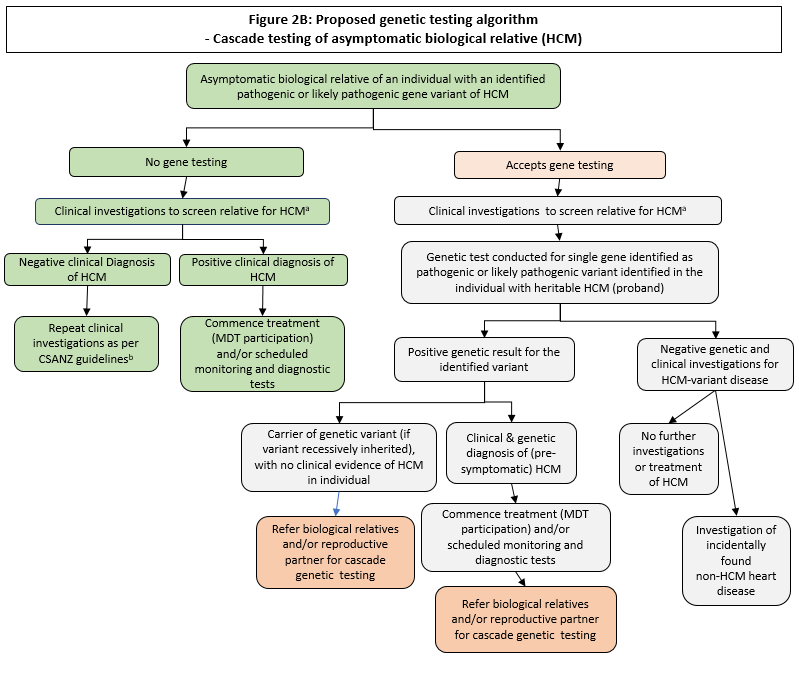 Figure 2B: Proposed genetic testing algorithm
- Cascade testing of asymptomatic biological relative (HCM)
Asymptomatic biological relative of an individual with an identified
pathogenic or likely pathogenic gene variant of HCM
No gene testing
Accepts gene testing
Clinical investigations to screen relative for HCMᵃ
Clinical investigations  to screen relative for HCMᵃ
Negative clinical Diagnosis
of HCM
Positive clinical diagnosis of
HCM
Genetic test conducted for single gene identified as
pathogenic or likely pathogenic variant identified in the
individual with heritable HCM (proband)
Repeat clinical
investigations as per
CSANZ guidelinesᵇ
Commence treatment
(MDT participation)
and/or scheduled
monitoring and diagnostic
tests
Positive genetic result for the
identified variant
Negative genetic and
clinical investigations for
HCM-variant disease
Carrier of genetic variant (if
variant recessively inherited),
with no clinical evidence of HCM
in individual
Clinical & genetic
diagnosis of (pre-
symptomatic) HCM
No further
investigations
or treatment
of HCM
Refer biological relatives
and/or reproductive
partner for cascade
genetic  testing
Commence treatment (MDT
participation) and/or
scheduled monitoring and
diagnostic tests
Investigation of
incidentally
found
non-HCM heart
disease
Refer biological relatives
and/or reproductive partner
for cascade genetic  testing